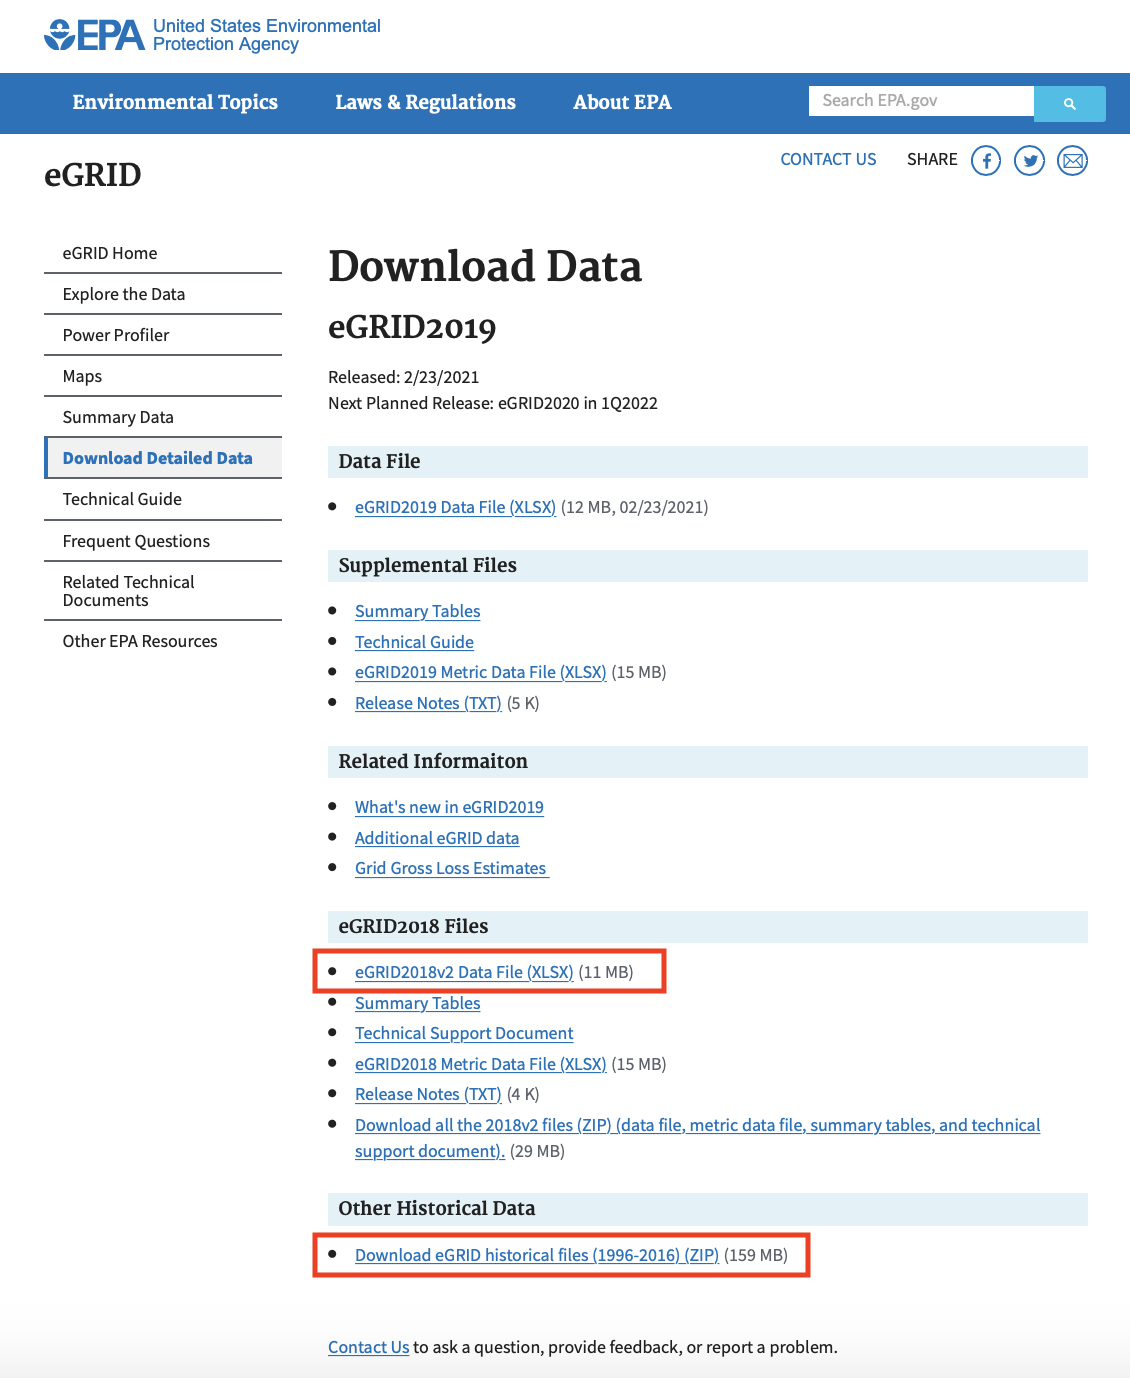 EPA United States Environmental
Protection Agency
Environmental Topics Laws & Regulations About EPA Search EPA.gov
CONTACT US SHARE
eGRID
eGRID Home
Explore the Data
Power Profiler
Maps
Summary Data
Download Detailed Data
Technical Guide
Frequent Questions
Related Technical
Documents
Other EPA Resources
Download Data
eGRID2019
Released: 2/23/2021
Next Planned Release: eGRID2020 in 1Q2022
Data File
eGRID2019 Data File (XLSX) (12 MB, 02/23/2021)
Supplemental Files
Summary Tables
Technical Guide
eGRID2019 Metric Data File (XLSX) (15 MB)
Release Notes (TXT) (5 K)
Related Informaiton
What's new in eGRID2019
Additional eGRID data
Grid Gross Loss Estimates
eGRID2018 Files
eGRID2018v2 Data File (XLSX) (11 MB)
Summary Tables
Technical Support Document
eGRID2018 Metric Data File (XLSX) (15 MB)
Release Notes (TXT) (4 K)
Download all the 2018v2 files (ZIP) (data file, metric data file, summary tables, and technical
support document). (29 MB)
Other Historical Data
Download eGRID historical files (1996-2016) (ZIP) (159 MB)
Contact Us to ask a question, provide feedback, or report a problem.